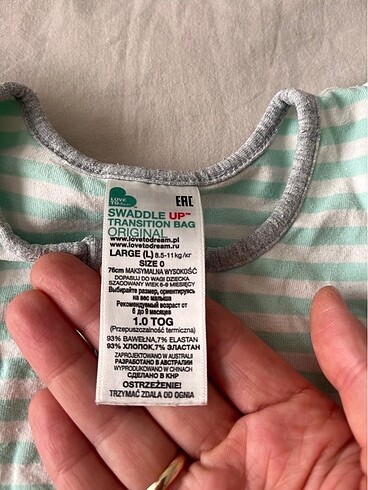 LOVE
TO
EAC
SWADDLE UP™
TRANSITION BAG
ORIGINAL
www.lovetodream.pl
www.lovetodream.ru
LARGE (L) 8.5-11kg/кг
SIZE 0
76cm MAKSYMALNA WYSOKOŚĆ
DOPASUJ DO WAGI DZIECKA
SZACOWANY WIEK 6-9 MIESIĘCY
Выбирайте размер, ориентируясь
на вес малыша
Рекомендуемый возраст от
6 до 9 месяцев
1.0 TOG
(Przepuszczalność termiczna)
93% BAWEŁNA,7% ELASTAN
93% ХЛОПОК,7% ЭЛАСТАН
ZAPROJEKTOWANO W AUSTRALII
РАЗРАБОТАНО В АВСТРАЛИИ
WYPRODUKOWANO W CHINACH
СДЕЛАНО В КНР
OSTRZEŻENIE!
TRZYMAĆ ZDALA OD OGNIA